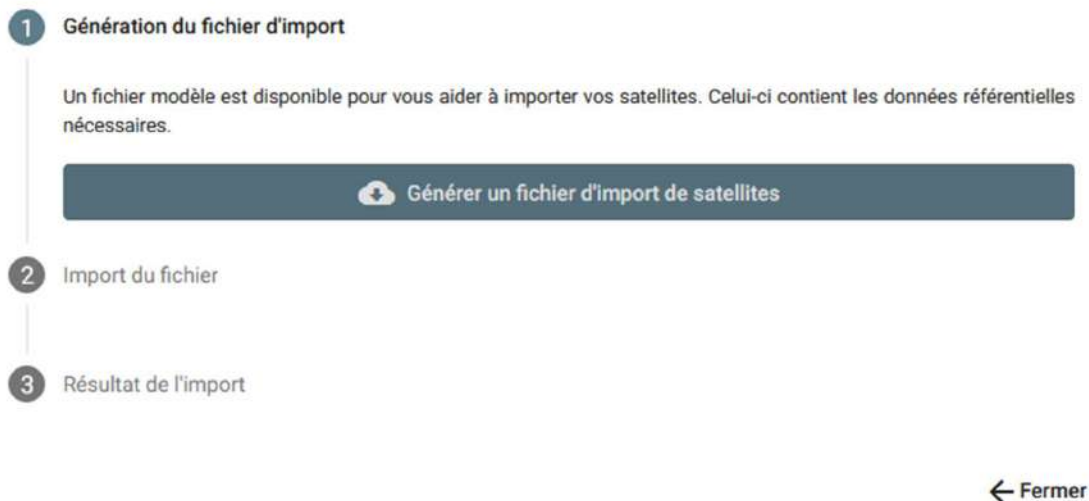 1 Génération du fichier d'import
Un fichier modèle est disponible pour vous aider à importer vos satellites. Celui-ci contient les données référentielles
nécessaires.
Générer un fichier d'import de satellites
2 Import du fichier
3 Résultat de l'import
Fermer